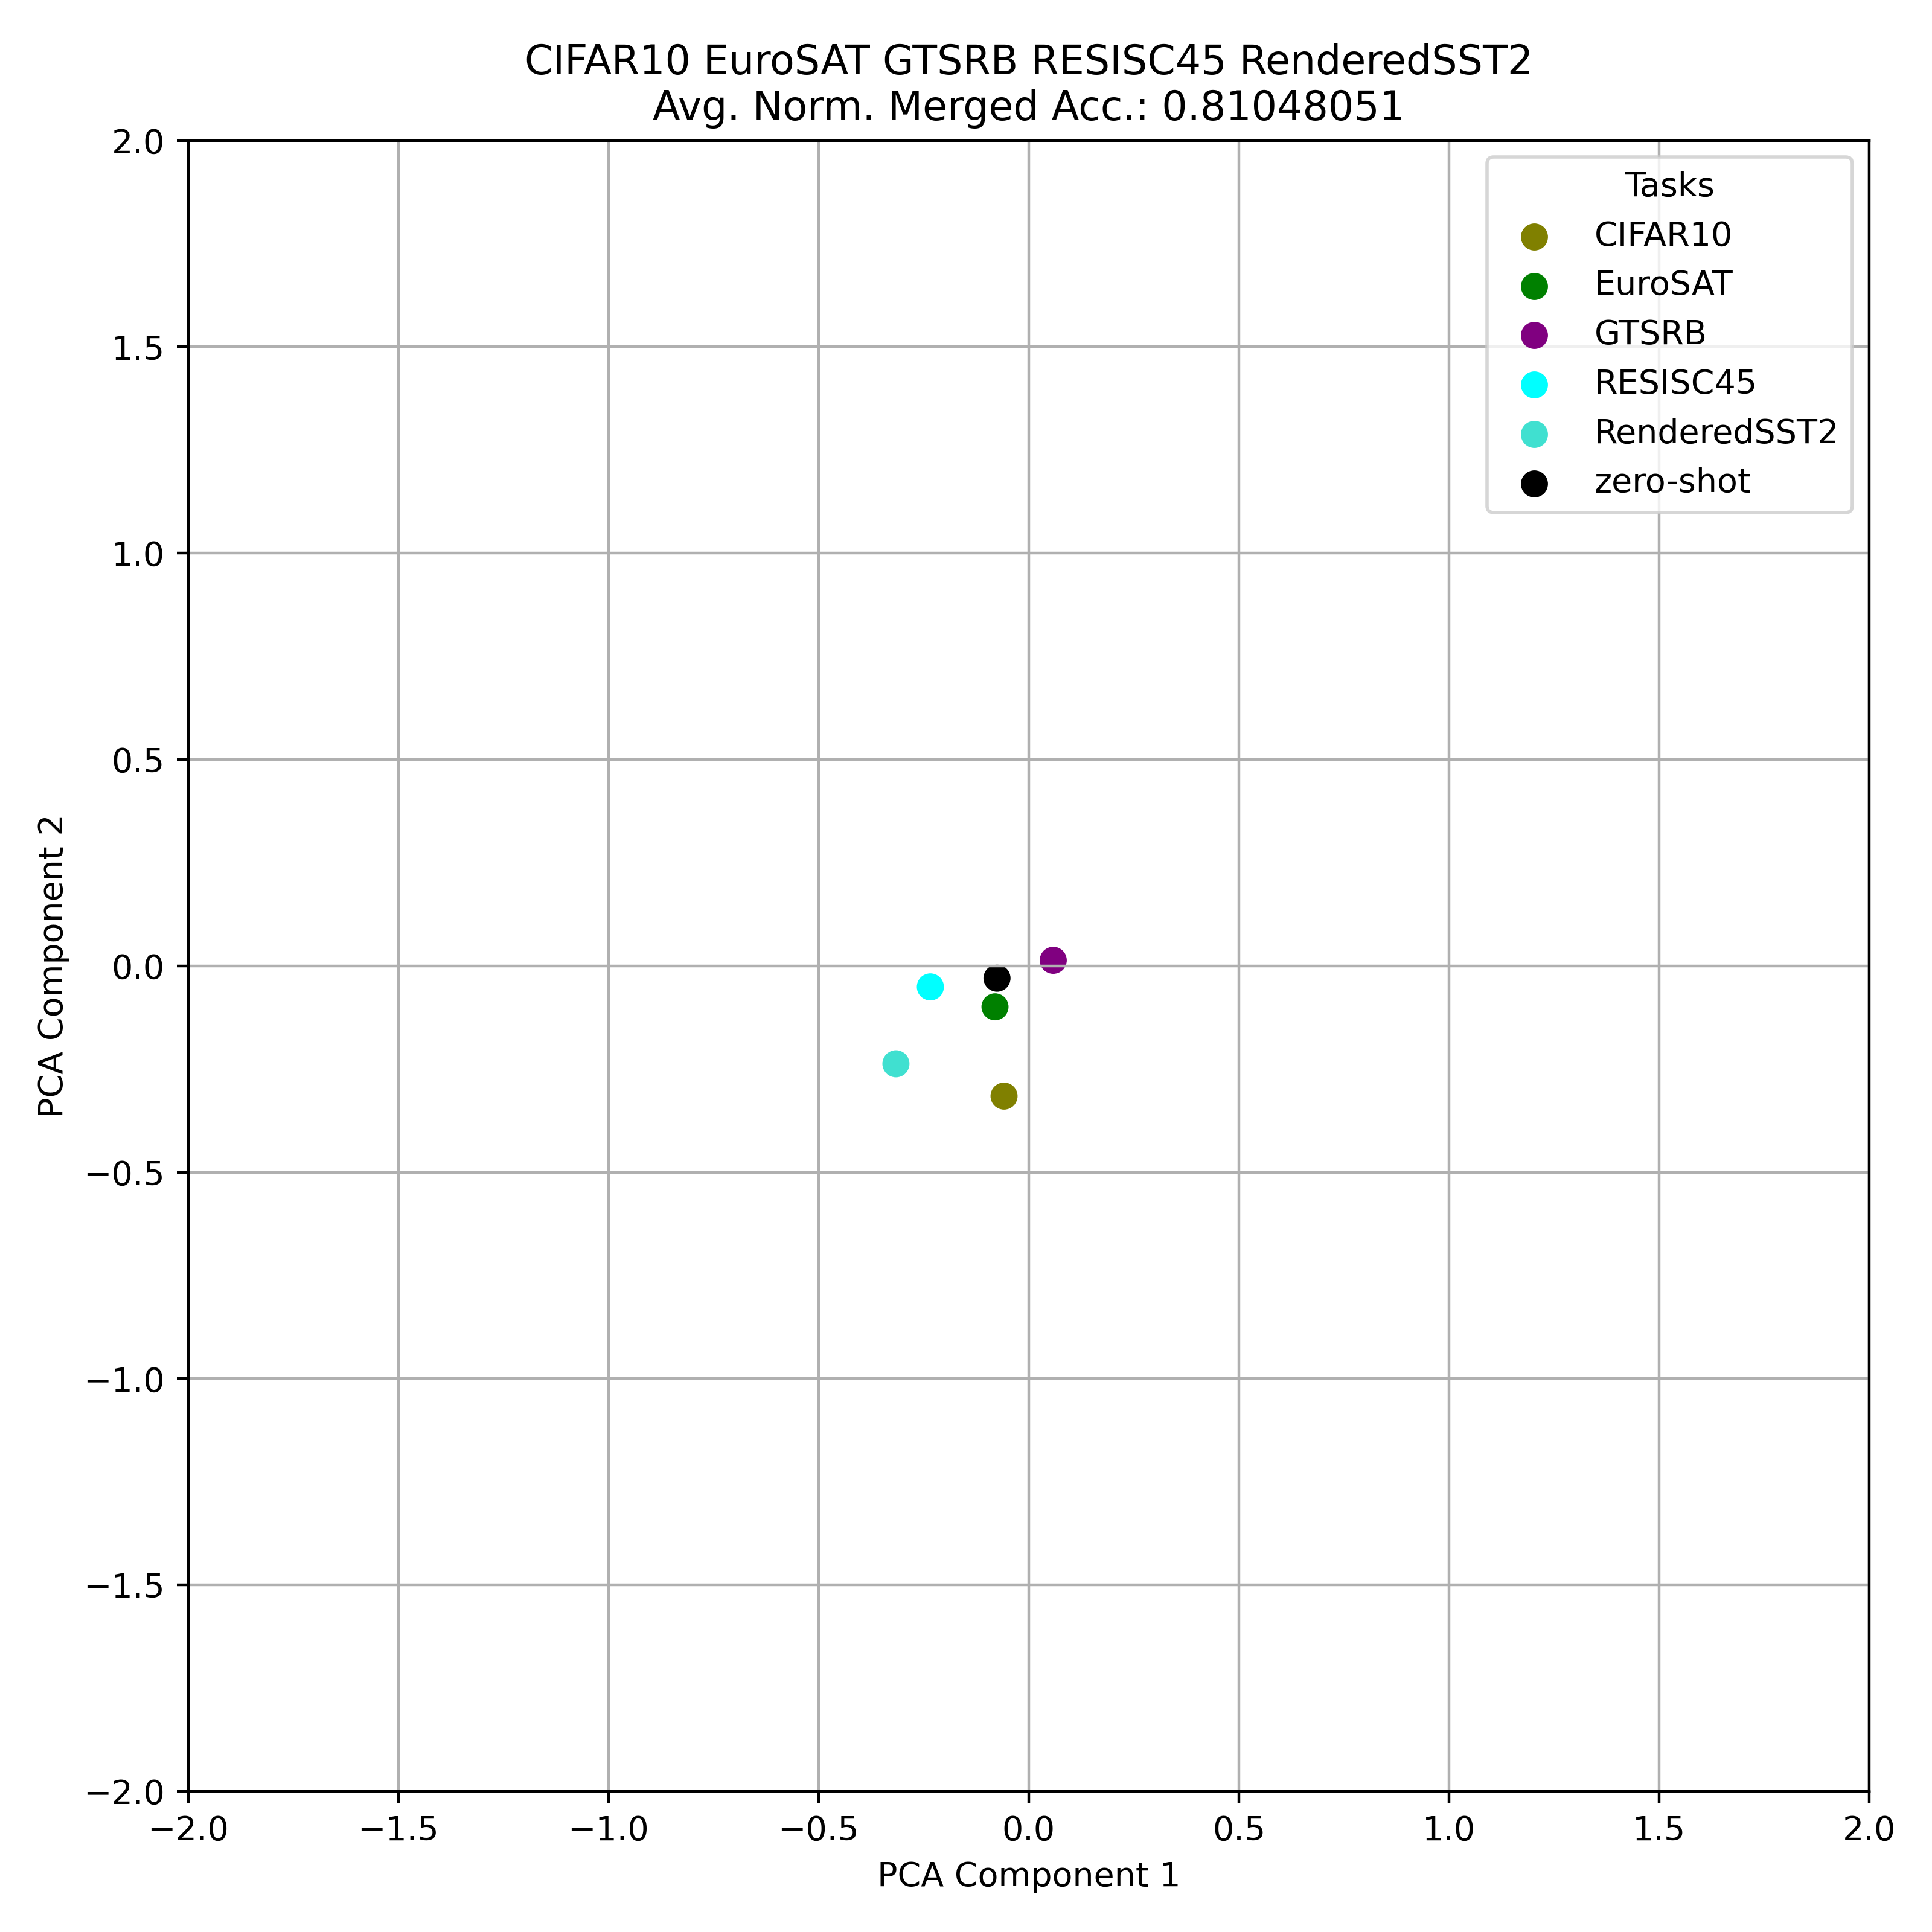 CIFAR10 EuroSAT GTSRB RESISC45 RenderedSST2
Avg. Norm. Merged Acc.: 0.81048051
Tasks
CIFAR10
EuroSAT
GTSRB
RESISC45
RenderedSST2
zero-shot
2.0
1.5
1.0
0.5
0.0
−0.5
−1.0
−1.5
−2.0
PCA Component 2
−2.0 −1.5 −1.0 −0.5 0.0 0.5 1.0 1.5 2.0
PCA Component 1